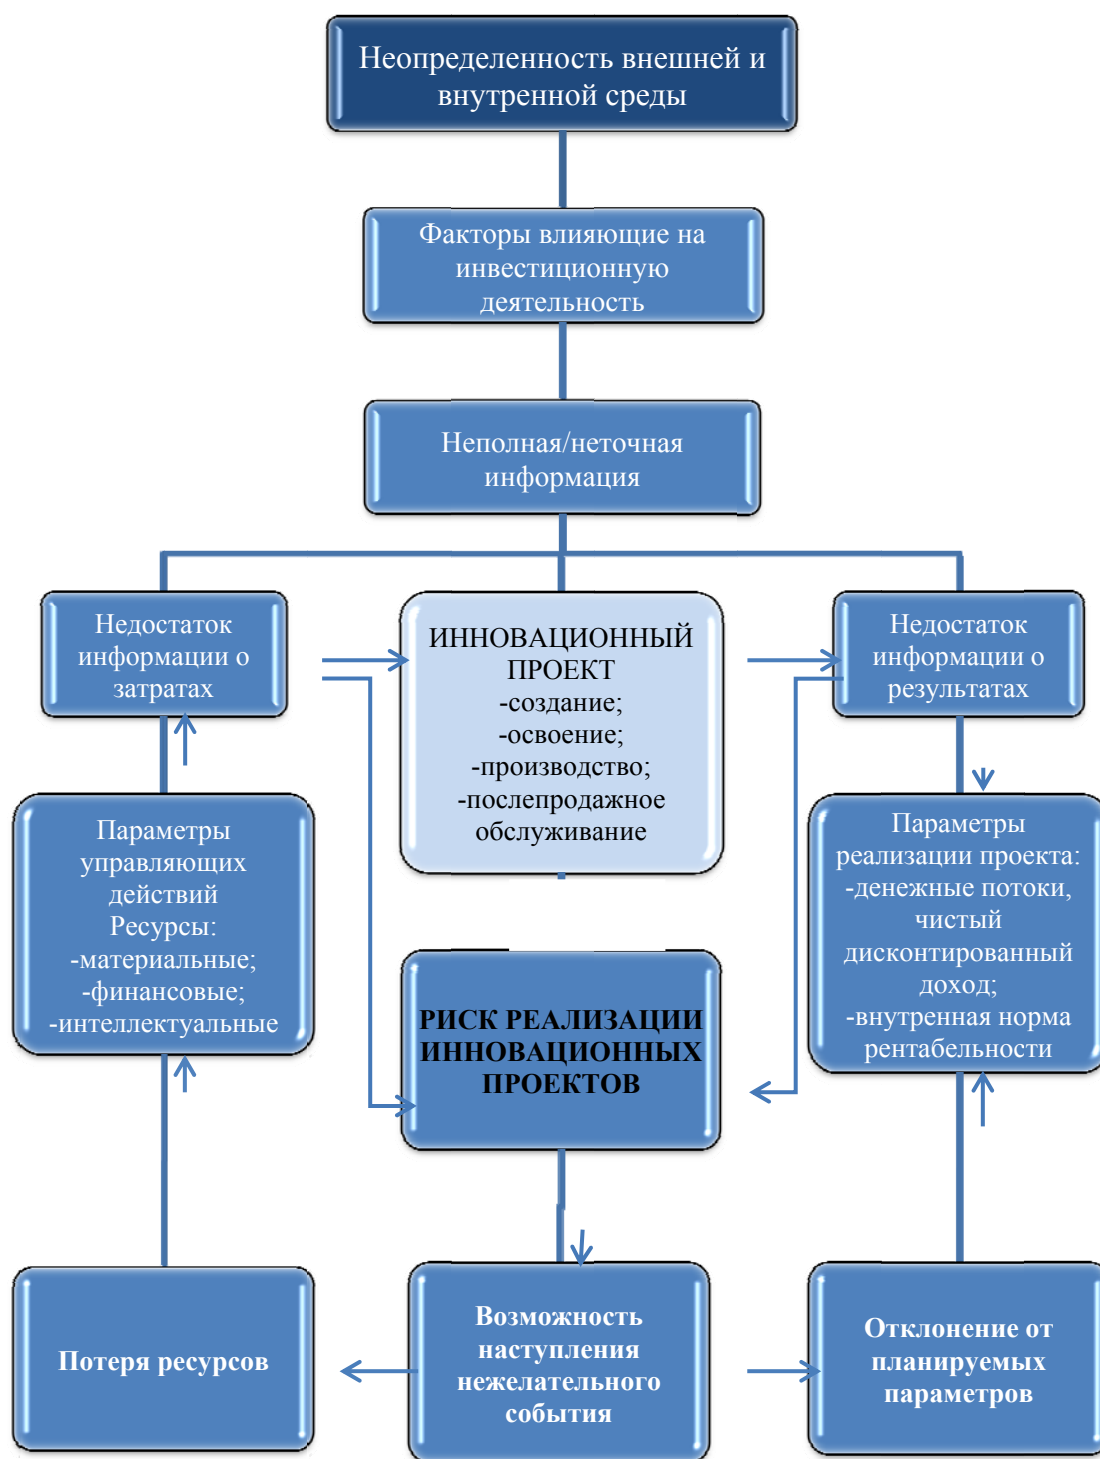 Неопределенность внешней и
внутренной среды
Факторы влияющие на
инвестиционную
деятельность
Неполная/неточная
информация
Недостаток
информации о
затратах
ИННОВАЦИОННЫЙ
ПРОЕКТ
-создание;
-освоение;
-производство;
-послепродажное
обслуживание
Недостаток
информации о
результатах
Параметры
управляющих
действий
Ресурсы:
-материальные;
-финансовые;
-интеллектуальные
Параметры
реализации проекта:
-денежные потоки,
чистый
дисконтированный
доход;
-внутренная норма
рентабельности
РИСК РЕАЛИЗАЦИИ
ИННОВАЦИОННЫХ
ПРОЕКТОВ
Потеря ресурсов
Возможность
наступления
нежелательного
события
Отклонение от
планируемых
параметров